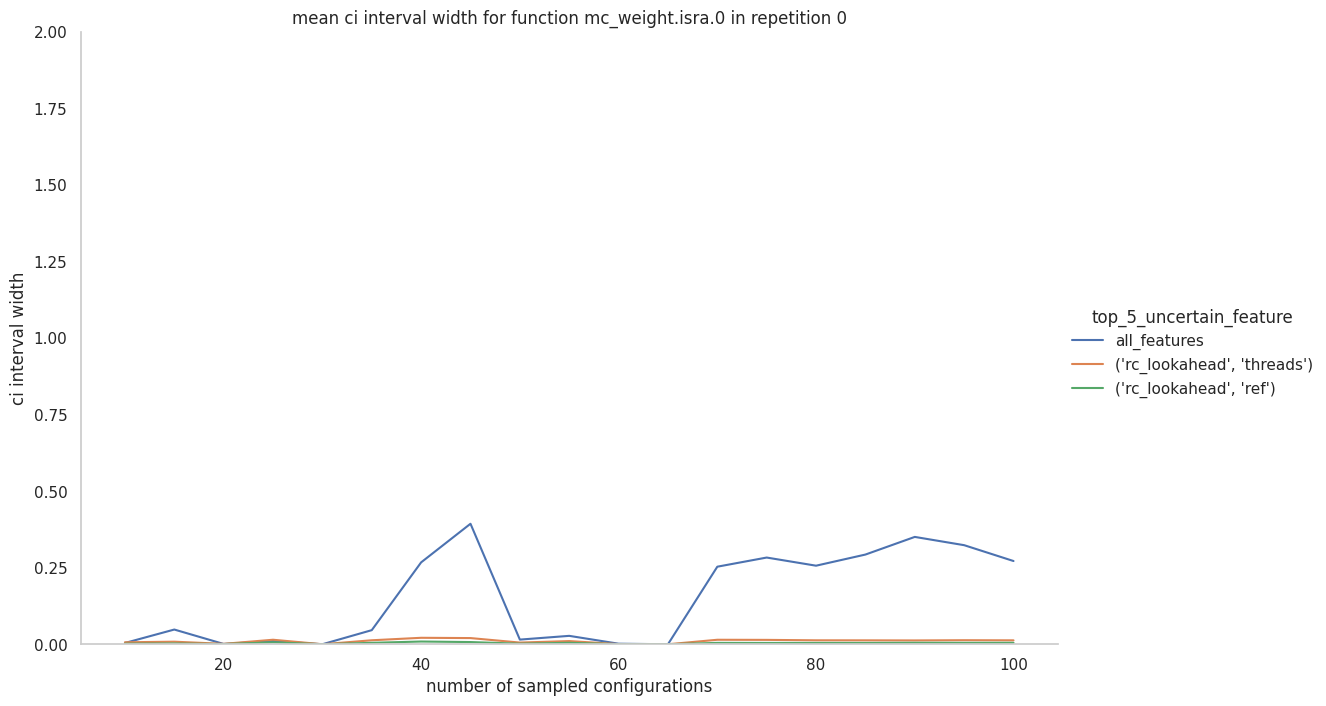 mean ci interval width for function mc_weight.isra.0 in repetition 0
2.00
1.75
1.50
1.25
1.00
0.75
0.50
0.25
0.00
ci interval width
20
40
60
80
100
number of sampled configurations
top_5_uncertain_feature
all_features
('rc_lookahead', 'threads')
('rc_lookahead', 'ref')